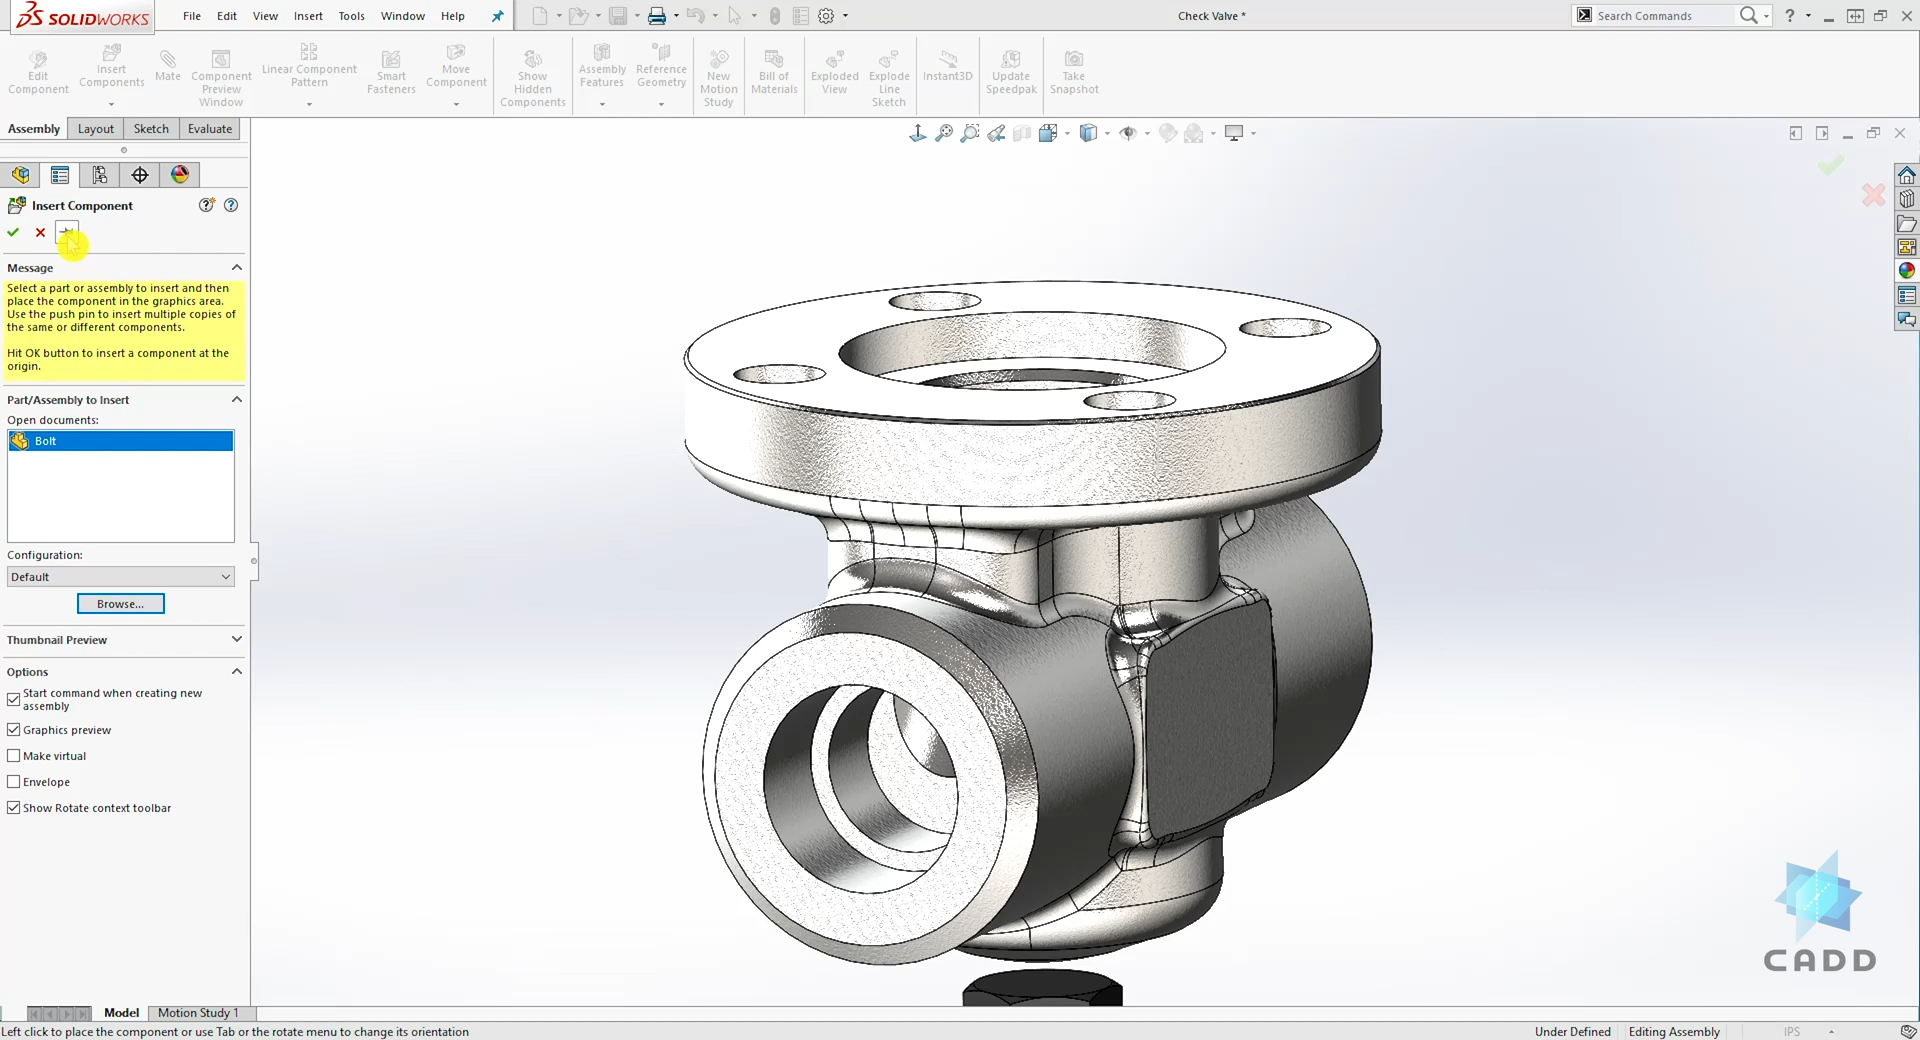 SOLIDWORKS
File Edit View Insert Tools Window Help
Check Valve *
Search Commands
?
Edit Component
Insert Components
Mate
Component Preview Window
Linear Component Pattern
Smart Fasteners
Move Component
Show Hidden Components
Assembly Features
Reference Geometry
New Motion Study
Bill of Materials
Exploded View
Explode Line Sketch
Instant3D
Update Speedpak
Take Snapshot
Assembly Layout Sketch Evaluate
Insert Component
Message
Select a part or assembly to insert and then
place the component in the graphics area.
Use the push pin to insert multiple copies of
the same or different components.
Hit OK button to insert a component at the
origin.
Part/Assembly to Insert
Open documents:
Bolt
Configuration:
Default
Browse...
Thumbnail Preview
Options
Start command when creating new
assembly
Graphics preview
Make virtual
Envelope
Show Rotate context toolbar
CADD
Model Motion Study 1
Left click to place the component or use Tab or the rotate menu to change its orientation
Under Defined Editing Assembly IPS